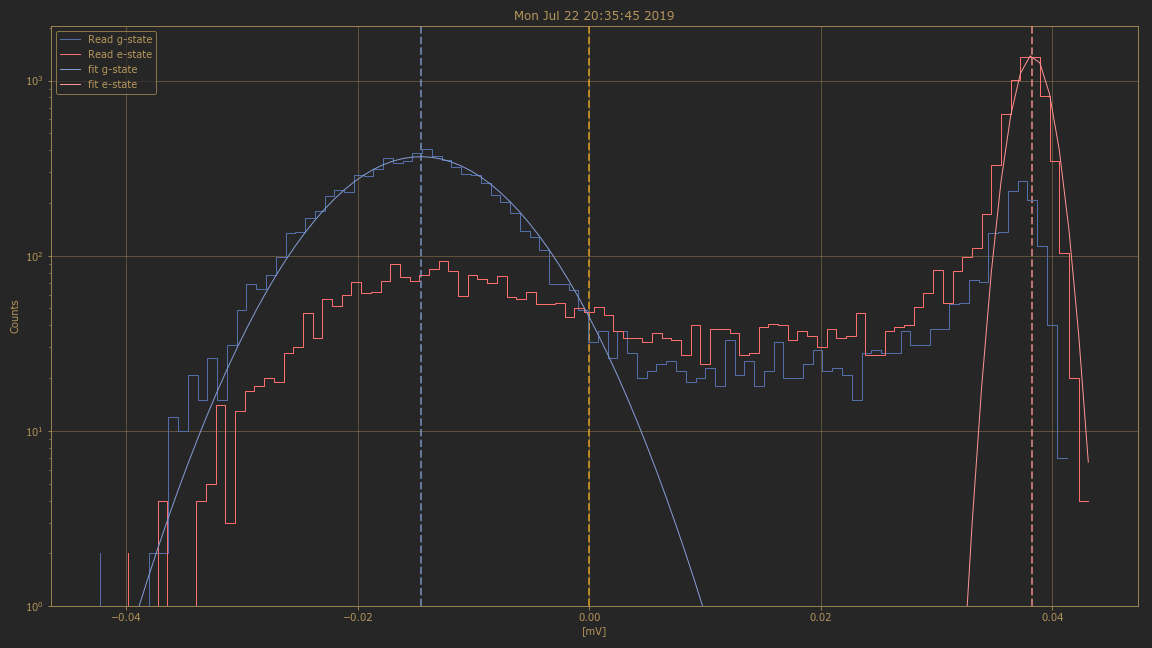 Mon Jul 22 20:35:45 2019
Read g-state
Read e-state
fit g-state
fit e-state
10³
10²
10¹
10⁰
Counts
−0.04 −0.02 0.00 0.02 0.04
[mV]